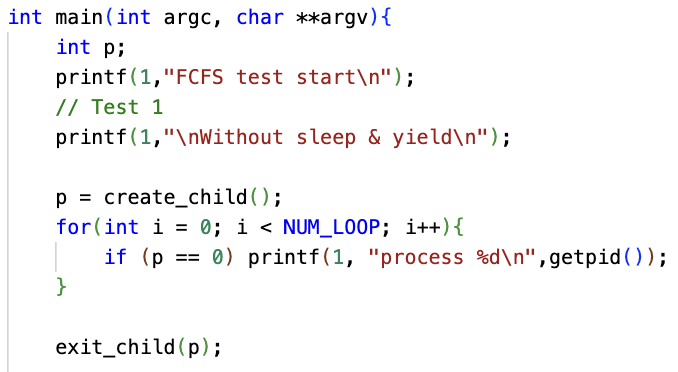 int main(int argc, char **argv){
    int p;
    printf(1,"FCFS test start\n");
    // Test 1
    printf(1,"\nWithout sleep & yield\n");

    p = create_child();
    for(int i = 0; i < NUM_LOOP; i++){
        if (p == 0) printf(1, "process %d\n",getpid());
    }

    exit_child(p);